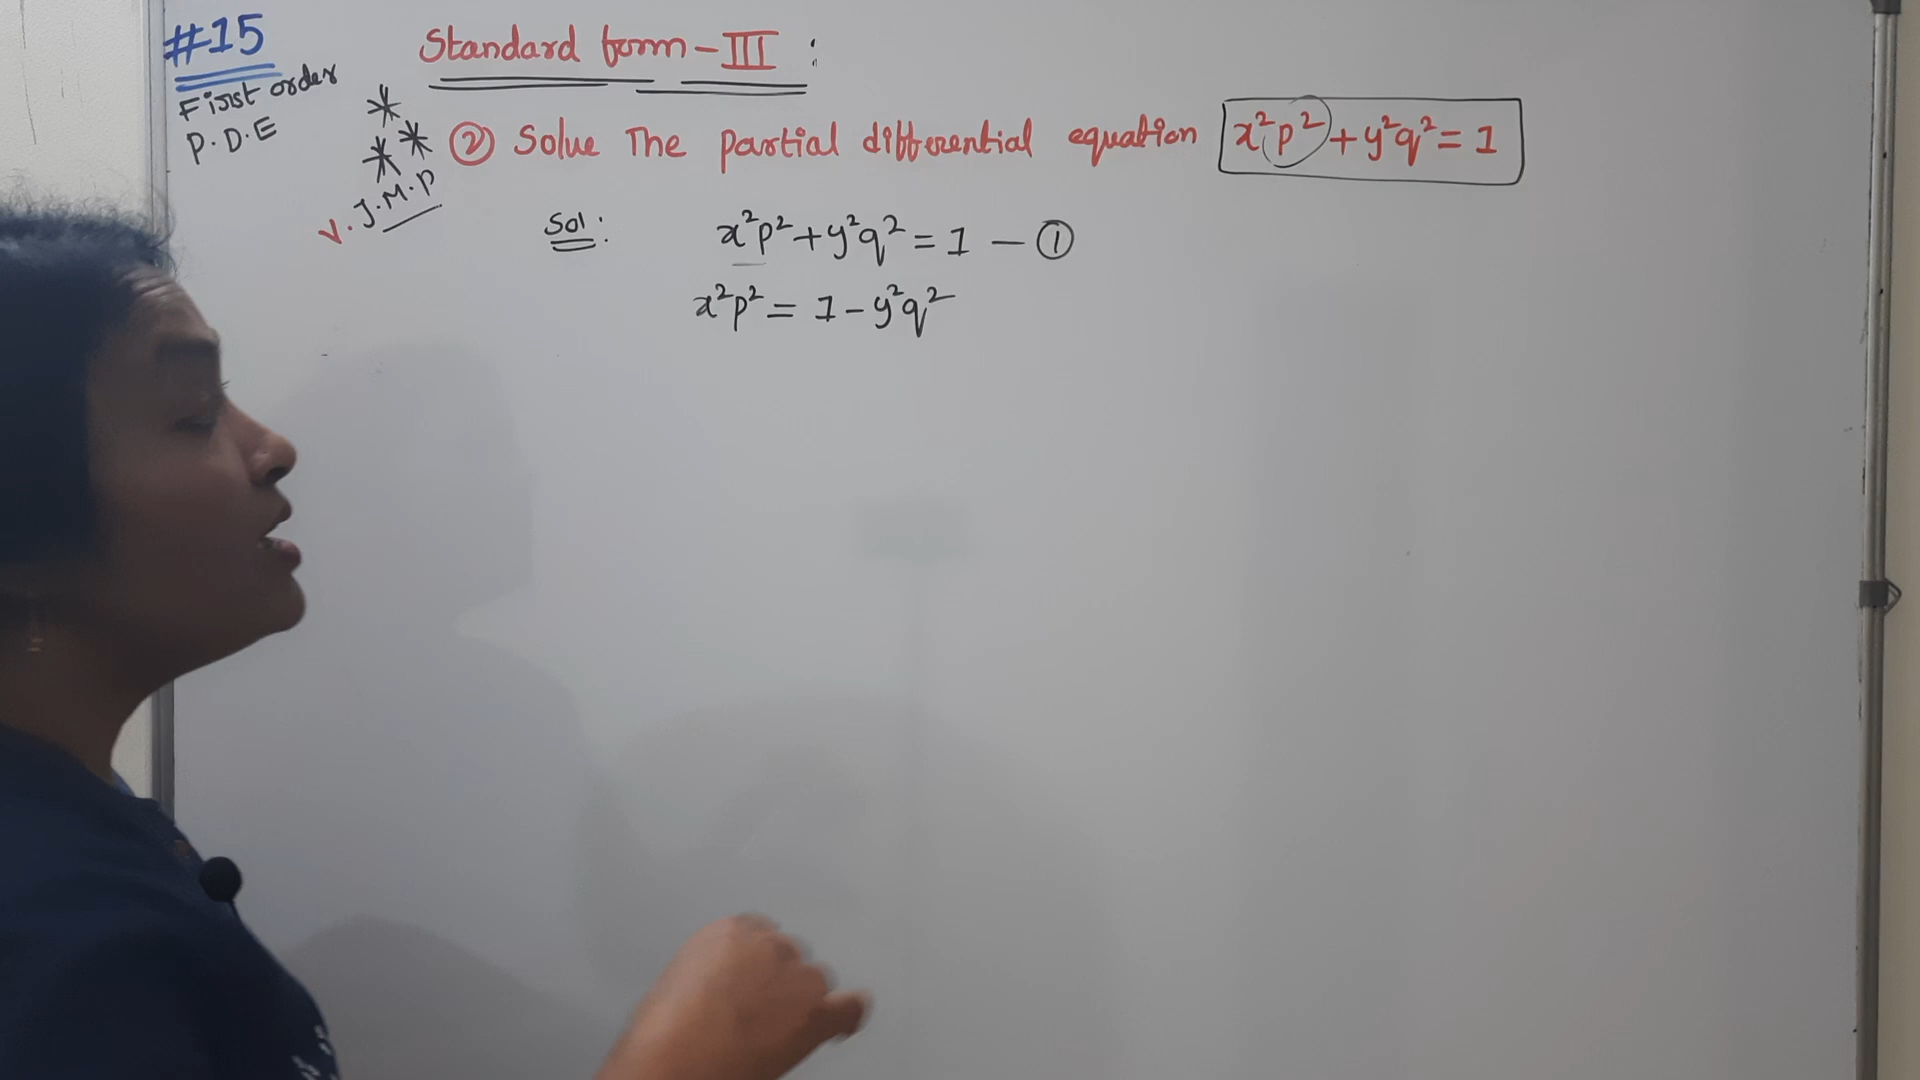 #15
First order
P.D.E
Standard form - III :
② Solve The partial differential equation x²p² + y²q² = 1
V. I.M.P
Sol :
x²p² + y²q² = 1 — ①
x²p² = 1 - y²q²